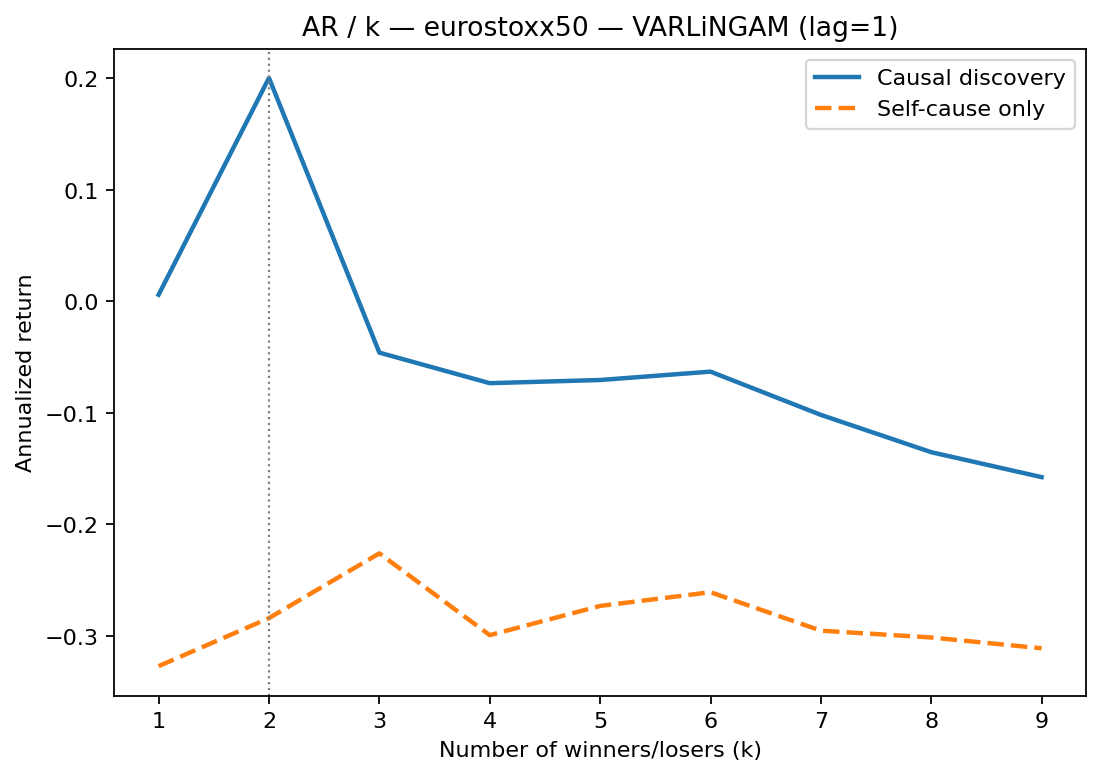 AR / k — eurostoxx50 — VARLiNGAM (lag=1)
Causal discovery
Self-cause only
Annualized return
0.2
0.1
0.0
−0.1
−0.2
−0.3
1 2 3 4 5 6 7 8 9
Number of winners/losers (k)